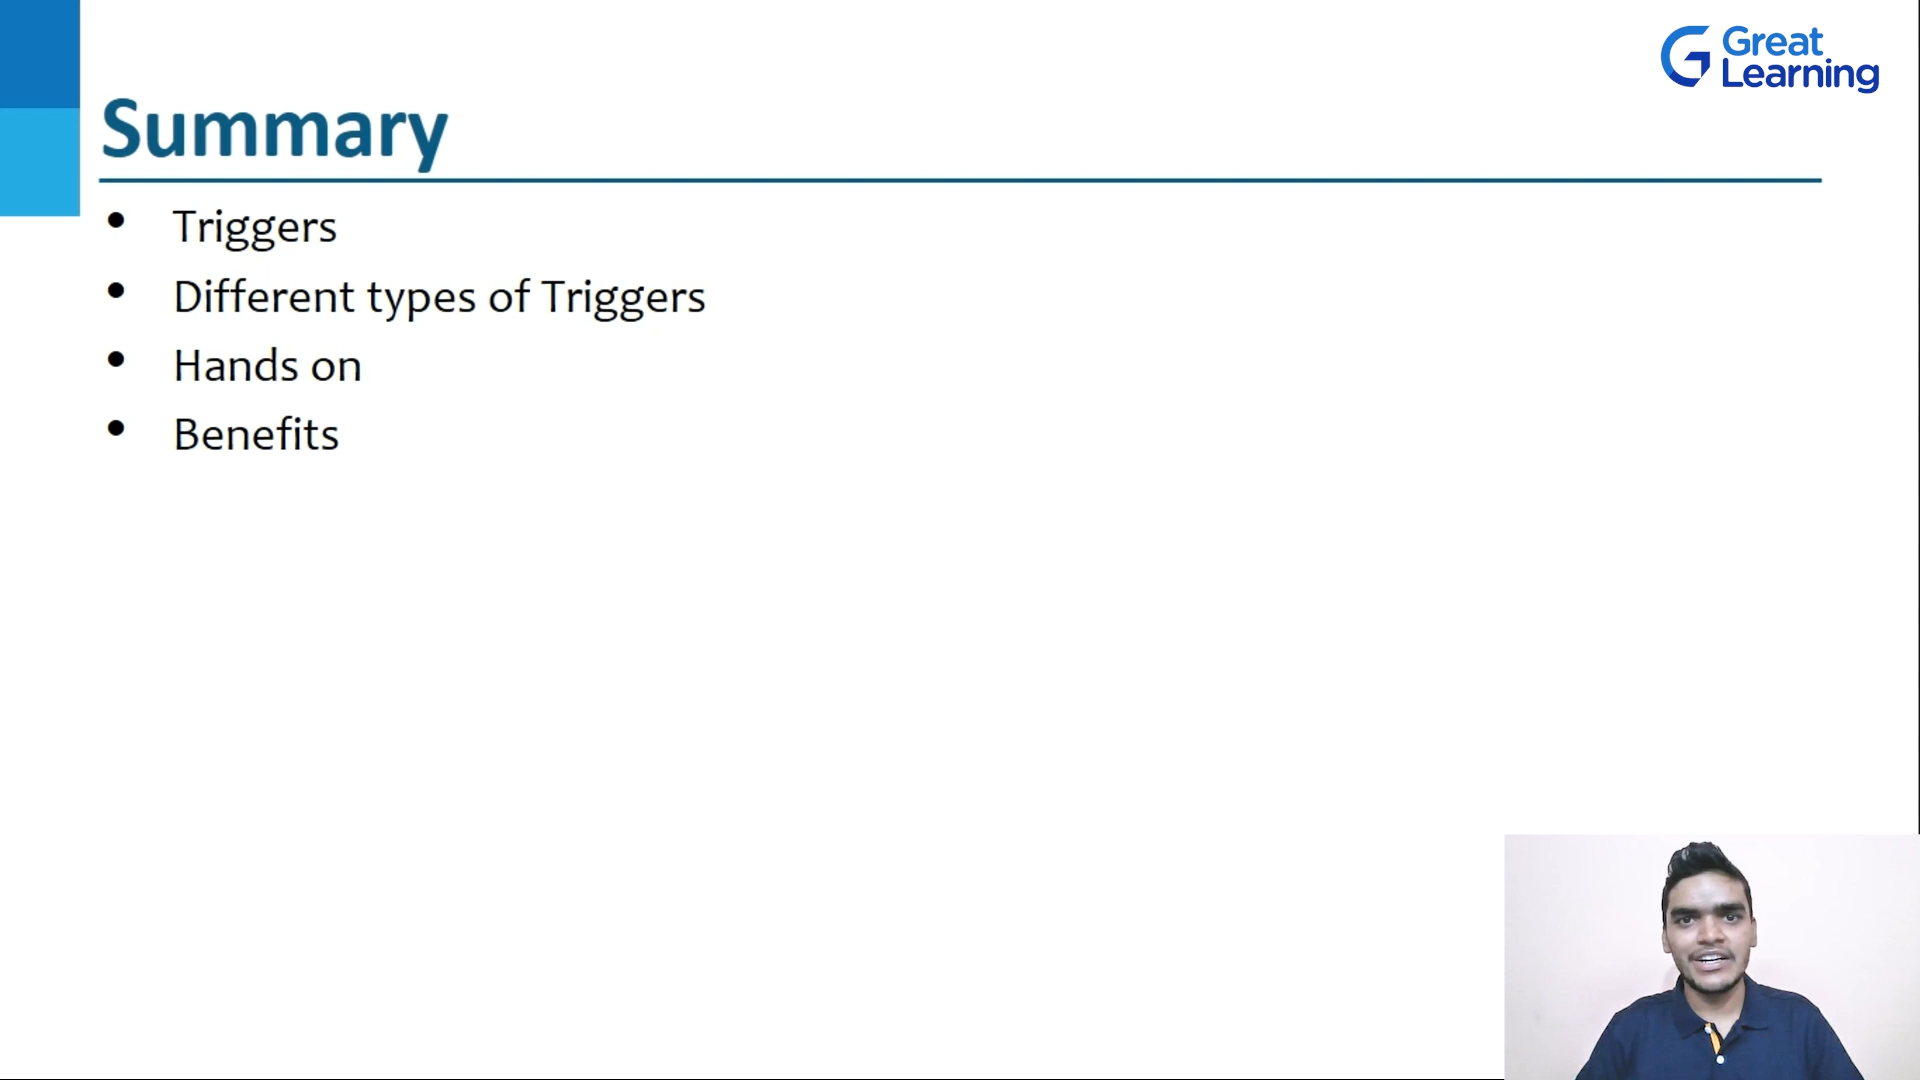 Great
Learning
Summary
• Triggers
• Different types of Triggers
• Hands on
• Benefits